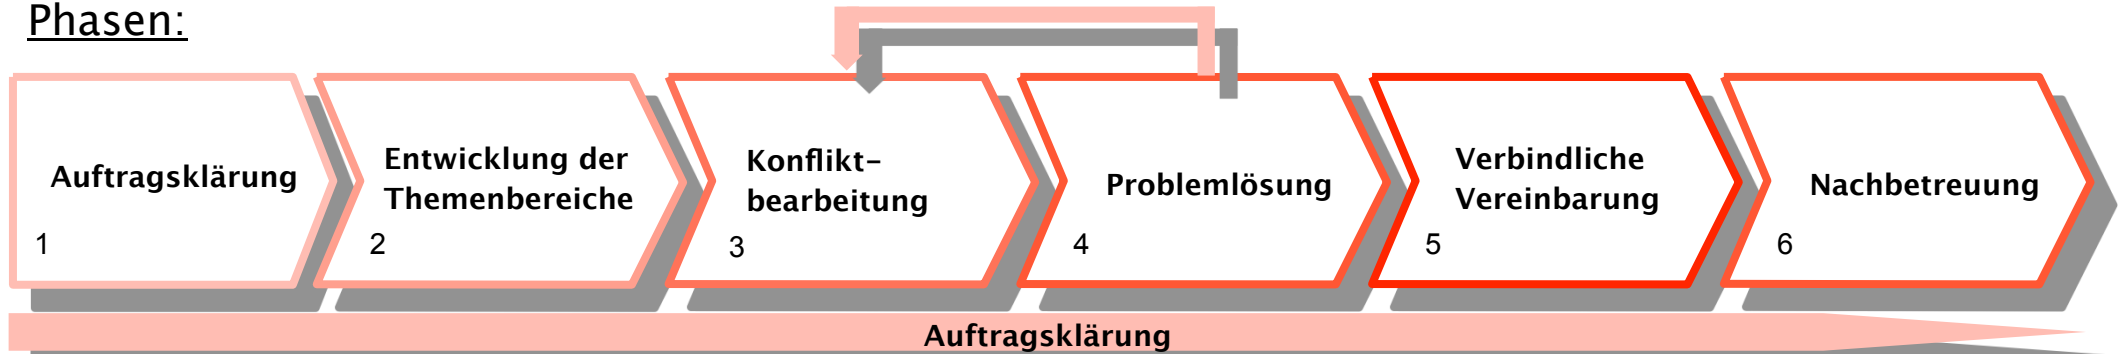 Phasen:
Auftragsklärung
1
Entwicklung der
Themenbereiche
2
Konflikt-
bearbeitung
3
Problemlösung
4
Verbindliche
Vereinbarung
5
Nachbetreuung
6
Auftragsklärung